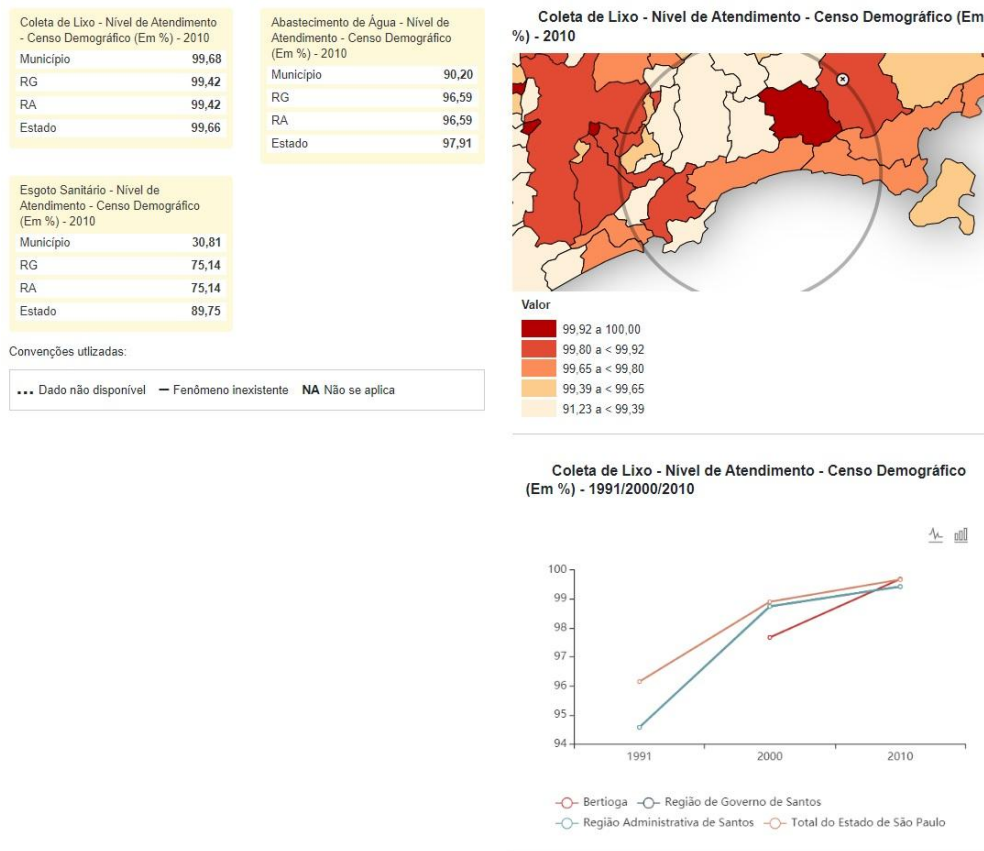 Coleta de Lixo - Nível de Atendimento
- Censo Demográfico (Em %) - 2010
Município 99,68
RG 99,42
RA 99,42
Estado 99,66
Abastecimento de Água - Nível de
Atendimento - Censo Demográfico
(Em %) - 2010
Município 90,20
RG 96,59
RA 96,59
Estado 97,91
Esgoto Sanitário - Nível de
Atendimento - Censo Demográfico
(Em %) - 2010
Município 30,81
RG 75,14
RA 75,14
Estado 89,75
Convenções utlizadas:
... Dado não disponível — Fenômeno inexistente NA Não se aplica
Coleta de Lixo - Nível de Atendimento - Censo Demográfico (Em
%) - 2010
Valor
99,92 a 100,00
99,80 a < 99,92
99,65 a < 99,80
99,39 a < 99,65
91,23 a < 99,39
Coleta de Lixo - Nível de Atendimento - Censo Demográfico
(Em %) - 1991/2000/2010
100
99
98
97
96
95
94
1991 2000 2010
Bertioga Região de Governo de Santos
Região Administrativa de Santos Total do Estado de São Paulo